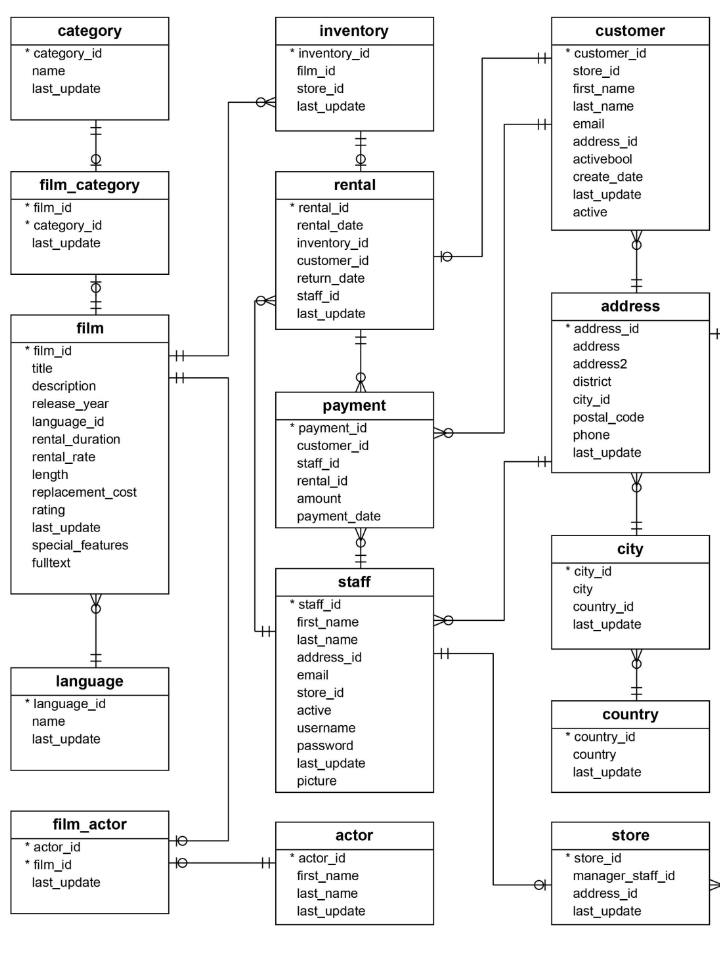 category
* category_id
name
last_update
film_category
* film_id
* category_id
last_update
film
* film_id
title
description
release_year
language_id
rental_duration
rental_rate
length
replacement_cost
rating
last_update
special_features
fulltext
language
* language_id
name
last_update
film_actor
* actor_id
* film_id
last_update
inventory
* inventory_id
film_id
store_id
last_update
rental
* rental_id
rental_date
inventory_id
customer_id
return_date
staff_id
last_update
payment
* payment_id
customer_id
staff_id
rental_id
amount
payment_date
staff
* staff_id
first_name
last_name
address_id
email
store_id
active
username
password
last_update
picture
actor
* actor_id
first_name
last_name
last_update
customer
* customer_id
store_id
first_name
last_name
email
address_id
activebool
create_date
last_update
active
address
* address_id
address
address2
district
city_id
postal_code
phone
last_update
city
* city_id
city
country_id
last_update
country
* country_id
country
last_update
store
* store_id
manager_staff_id
address_id
last_update